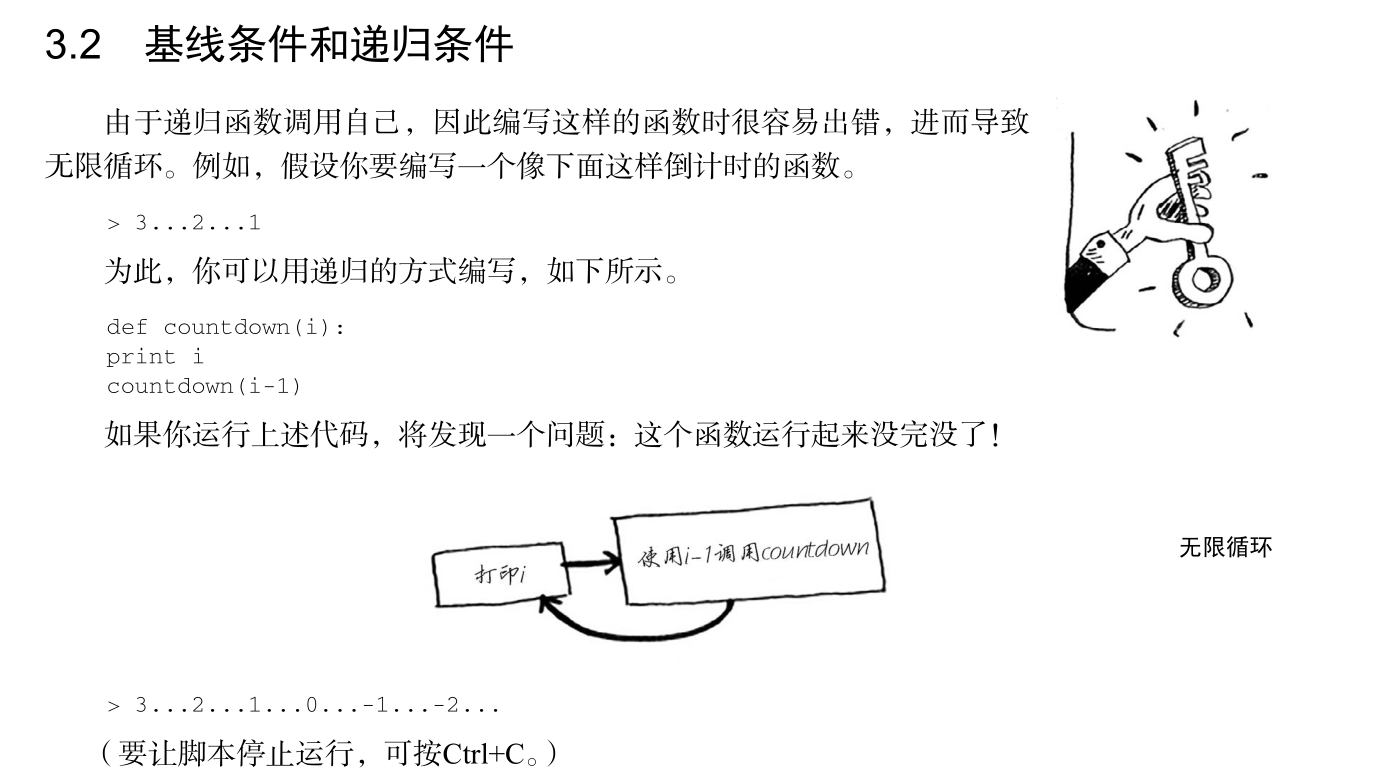 3.2 基线条件和递归条件
由于递归函数调用自己，因此编写这样的函数时很容易出错，进而导致
无限循环。例如，假设你要编写一个像下面这样倒计时的函数。
> 3...2...1
为此，你可以用递归的方式编写，如下所示。
def countdown(i):
print i
countdown(i-1)
如果你运行上述代码，将发现一个问题：这个函数运行起来没完没了！
打印i
使用i-1调用countdown
无限循环
> 3...2...1...0...-1...-2...
（要让脚本停止运行，可按Ctrl+C。）